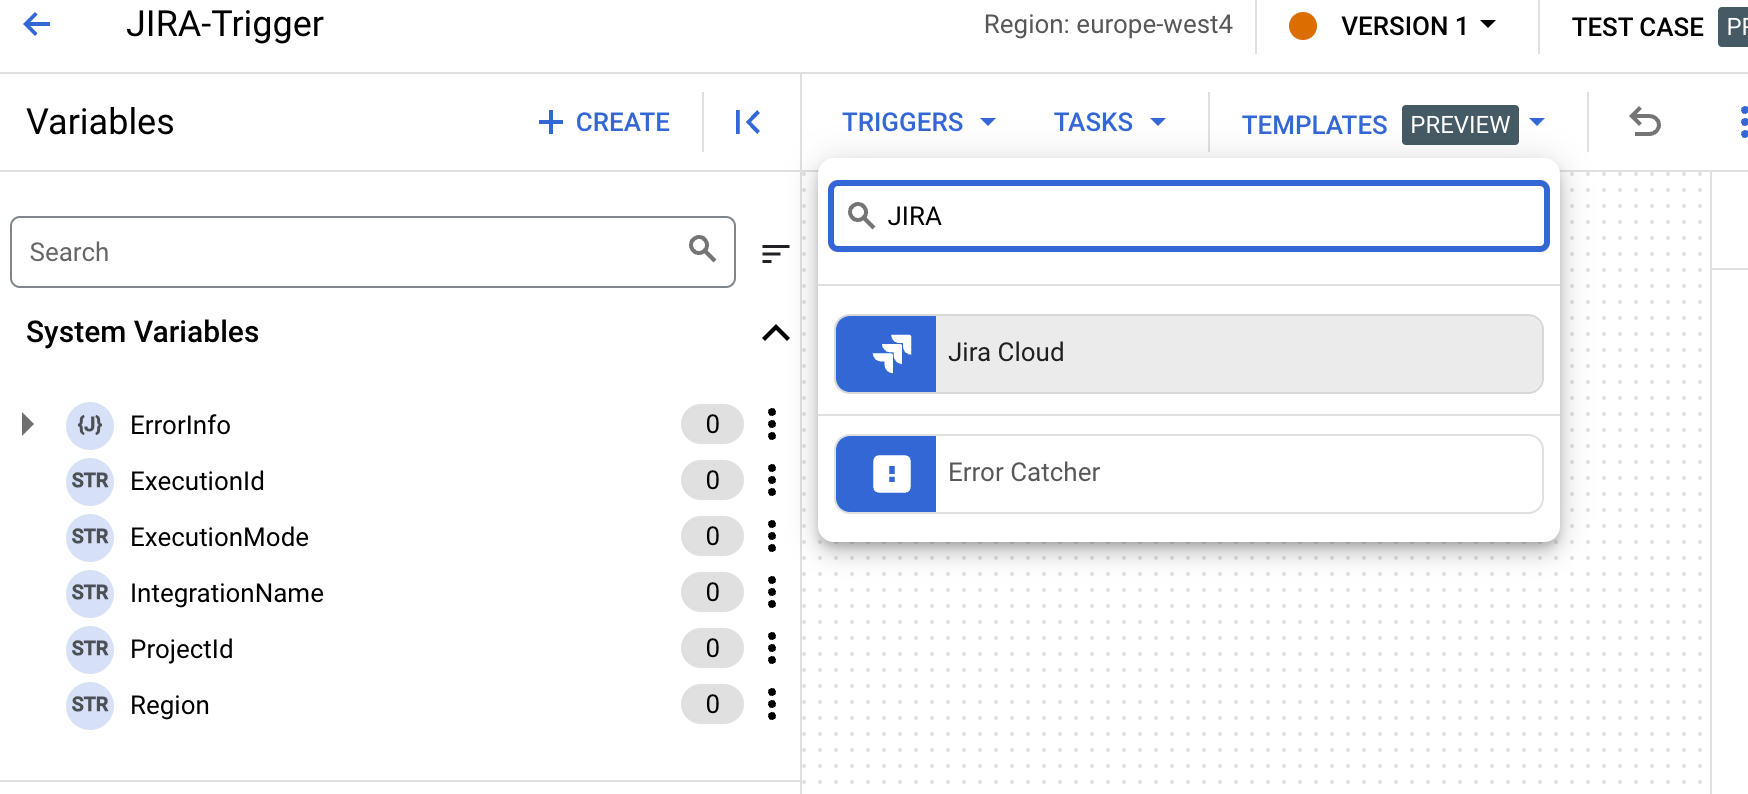 JIRA-Trigger
Region: europe-west4
VERSION 1
TEST CASE
Variables
CREATE
TRIGGERS
TASKS
TEMPLATES
PREVIEW
Search
JIRA
System Variables
Jira Cloud
Error Catcher
{J} ErrorInfo 0
STR ExecutionId 0
STR ExecutionMode 0
STR IntegrationName 0
STR ProjectId 0
STR Region 0